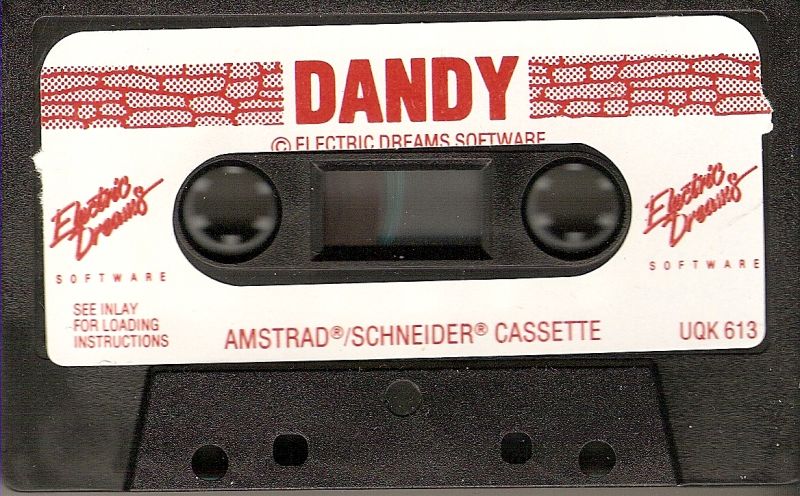 DANDY
© ELECTRIC DREAMS SOFTWARE
Electric
Dreams
SOFTWARE
Electric
Dreams
SOFTWARE
SEE INLAY
FOR LOADING
INSTRUCTIONS
AMSTRAD®/SCHNEIDER® CASSETTE
UQK 613